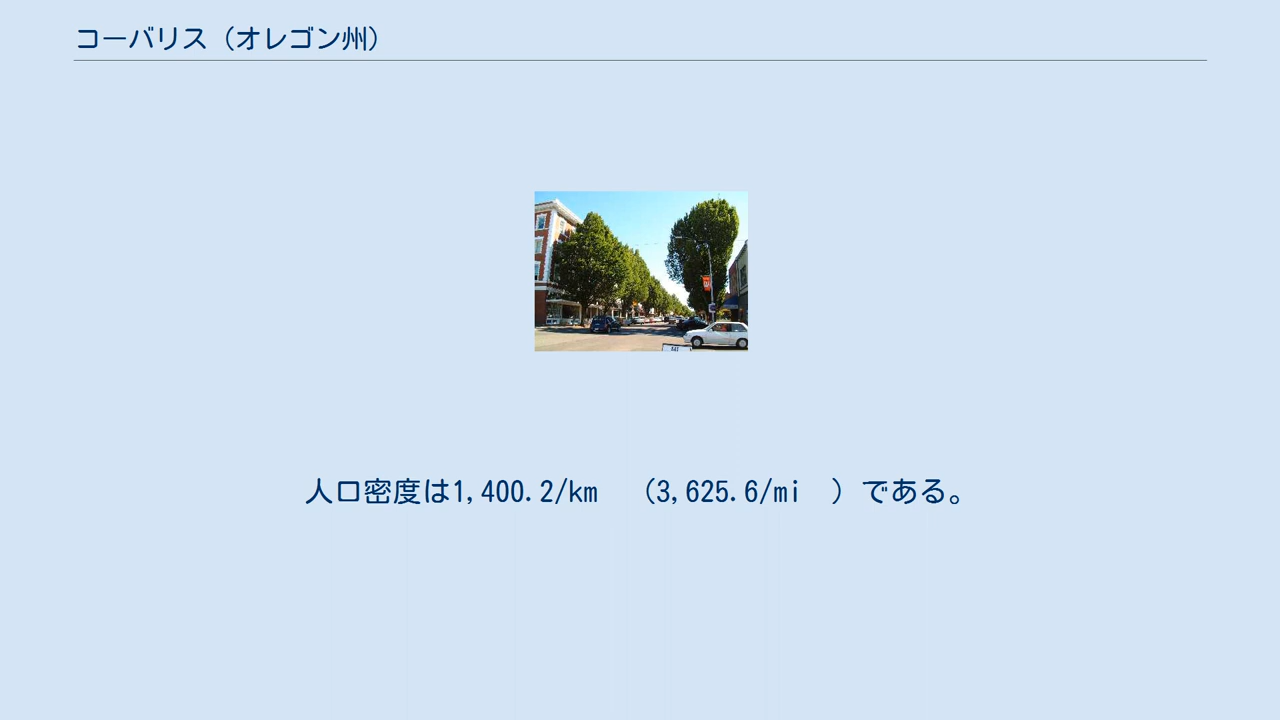 コーバリス（オレゴン州）
人口密度は1,400.2/km　（3,625.6/mi　）である。